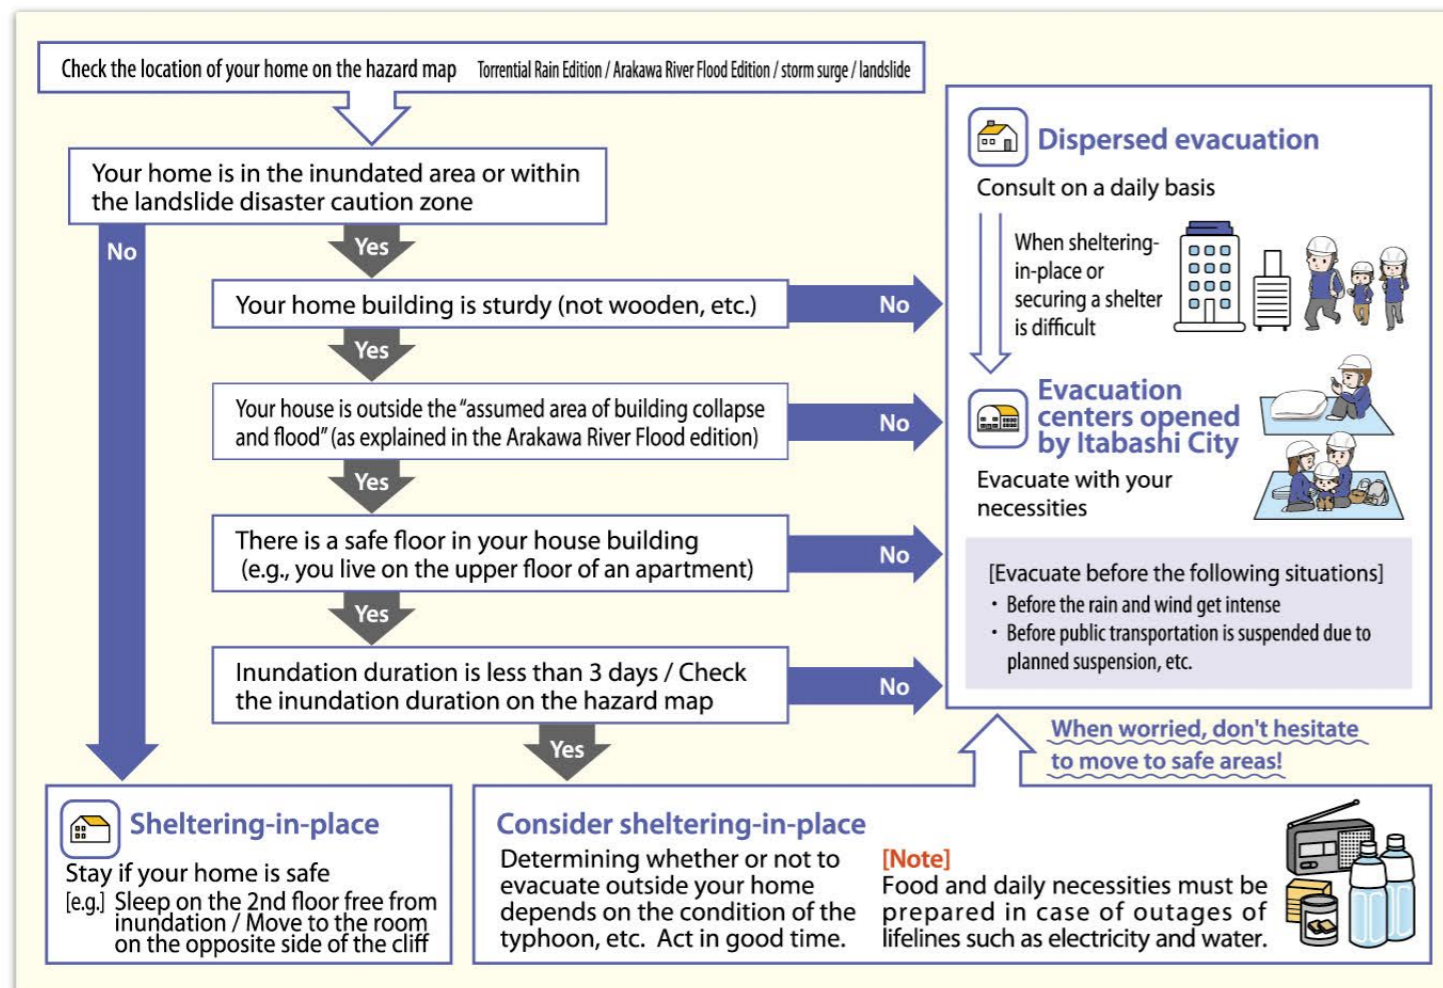 Check the location of your home on the hazard map Torrential Rain Edition / Arakawa River Flood Edition / storm surge / landslide
Your home is in the inundated area or within
the landslide disaster caution zone
No
Yes
Your home building is sturdy (not wooden, etc.)
No
Yes
Your house is outside the “assumed area of building collapse
and flood” (as explained in the Arakawa River Flood edition)
No
Yes
There is a safe floor in your house building
(e.g., you live on the upper floor of an apartment)
No
Yes
Inundation duration is less than 3 days / Check
the inundation duration on the hazard map
No
Yes
Dispersed evacuation
Consult on a daily basis
When sheltering-
in-place or
securing a shelter
is difficult
Evacuation
centers opened
by Itabashi City
Evacuate with your
necessities
[Evacuate before the following situations]
・ Before the rain and wind get intense
・ Before public transportation is suspended due to
planned suspension, etc.
When worried, don't hesitate
to move to safe areas!
Sheltering-in-place
Stay if your home is safe
[e.g.] Sleep on the 2nd floor free from
inundation / Move to the room
on the opposite side of the cliff
Consider sheltering-in-place
Determining whether or not to
evacuate outside your home
depends on the condition of the
typhoon, etc. Act in good time.
[Note]
Food and daily necessities must be
prepared in case of outages of
lifelines such as electricity and water.